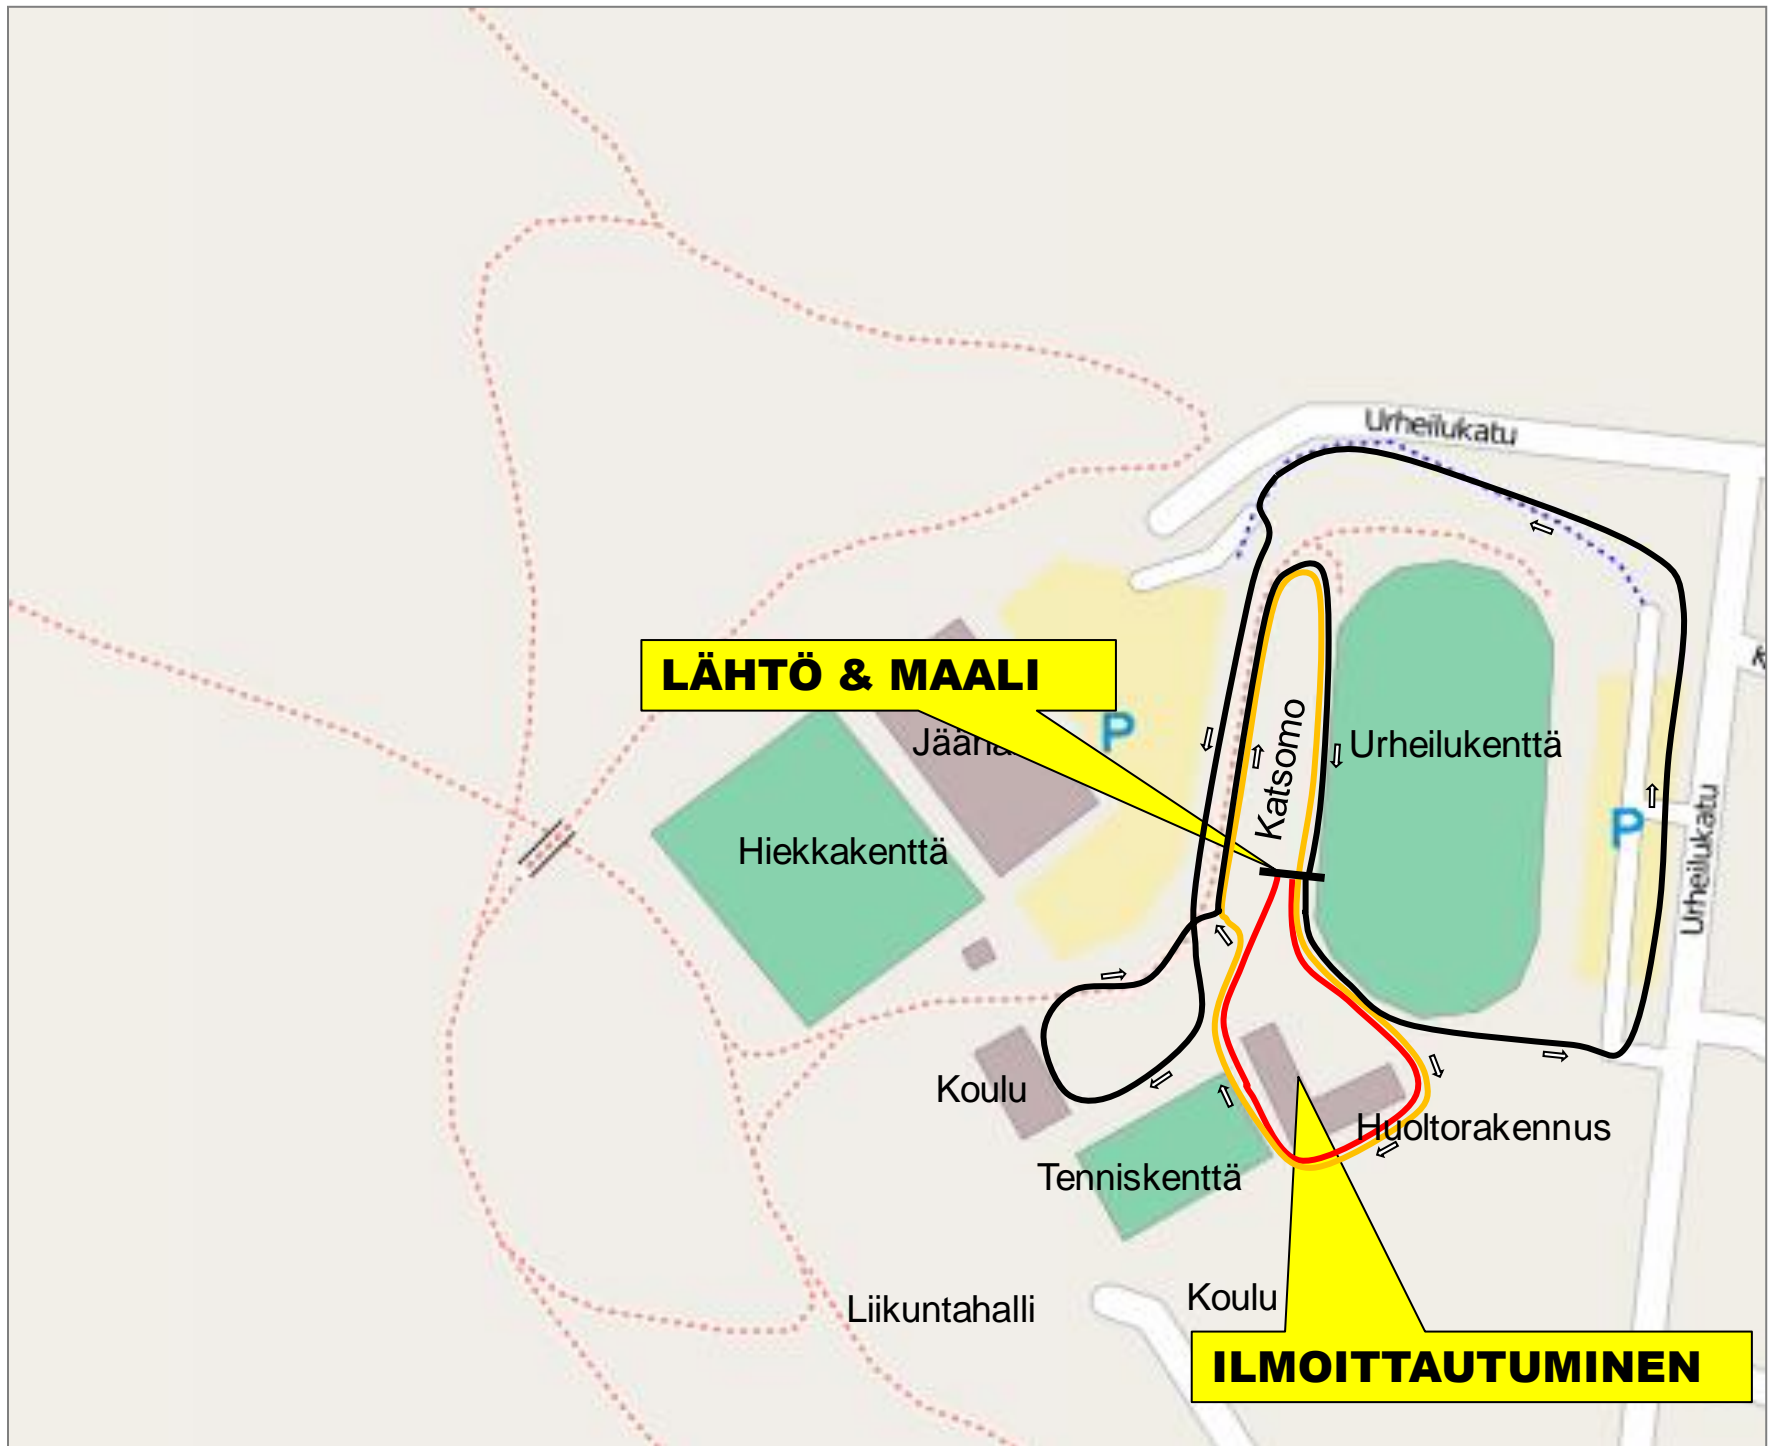 Urheilukatu
K
LÄHTÖ & MAALI
P
Jääha
Katsomo
Urheilukenttä
Hiekkakenttä
P
Urheilukatu
Koulu
Huoltorakennus
Tenniskenttä
Koulu
Liikuntahalli
ILMOITTAUTUMINEN